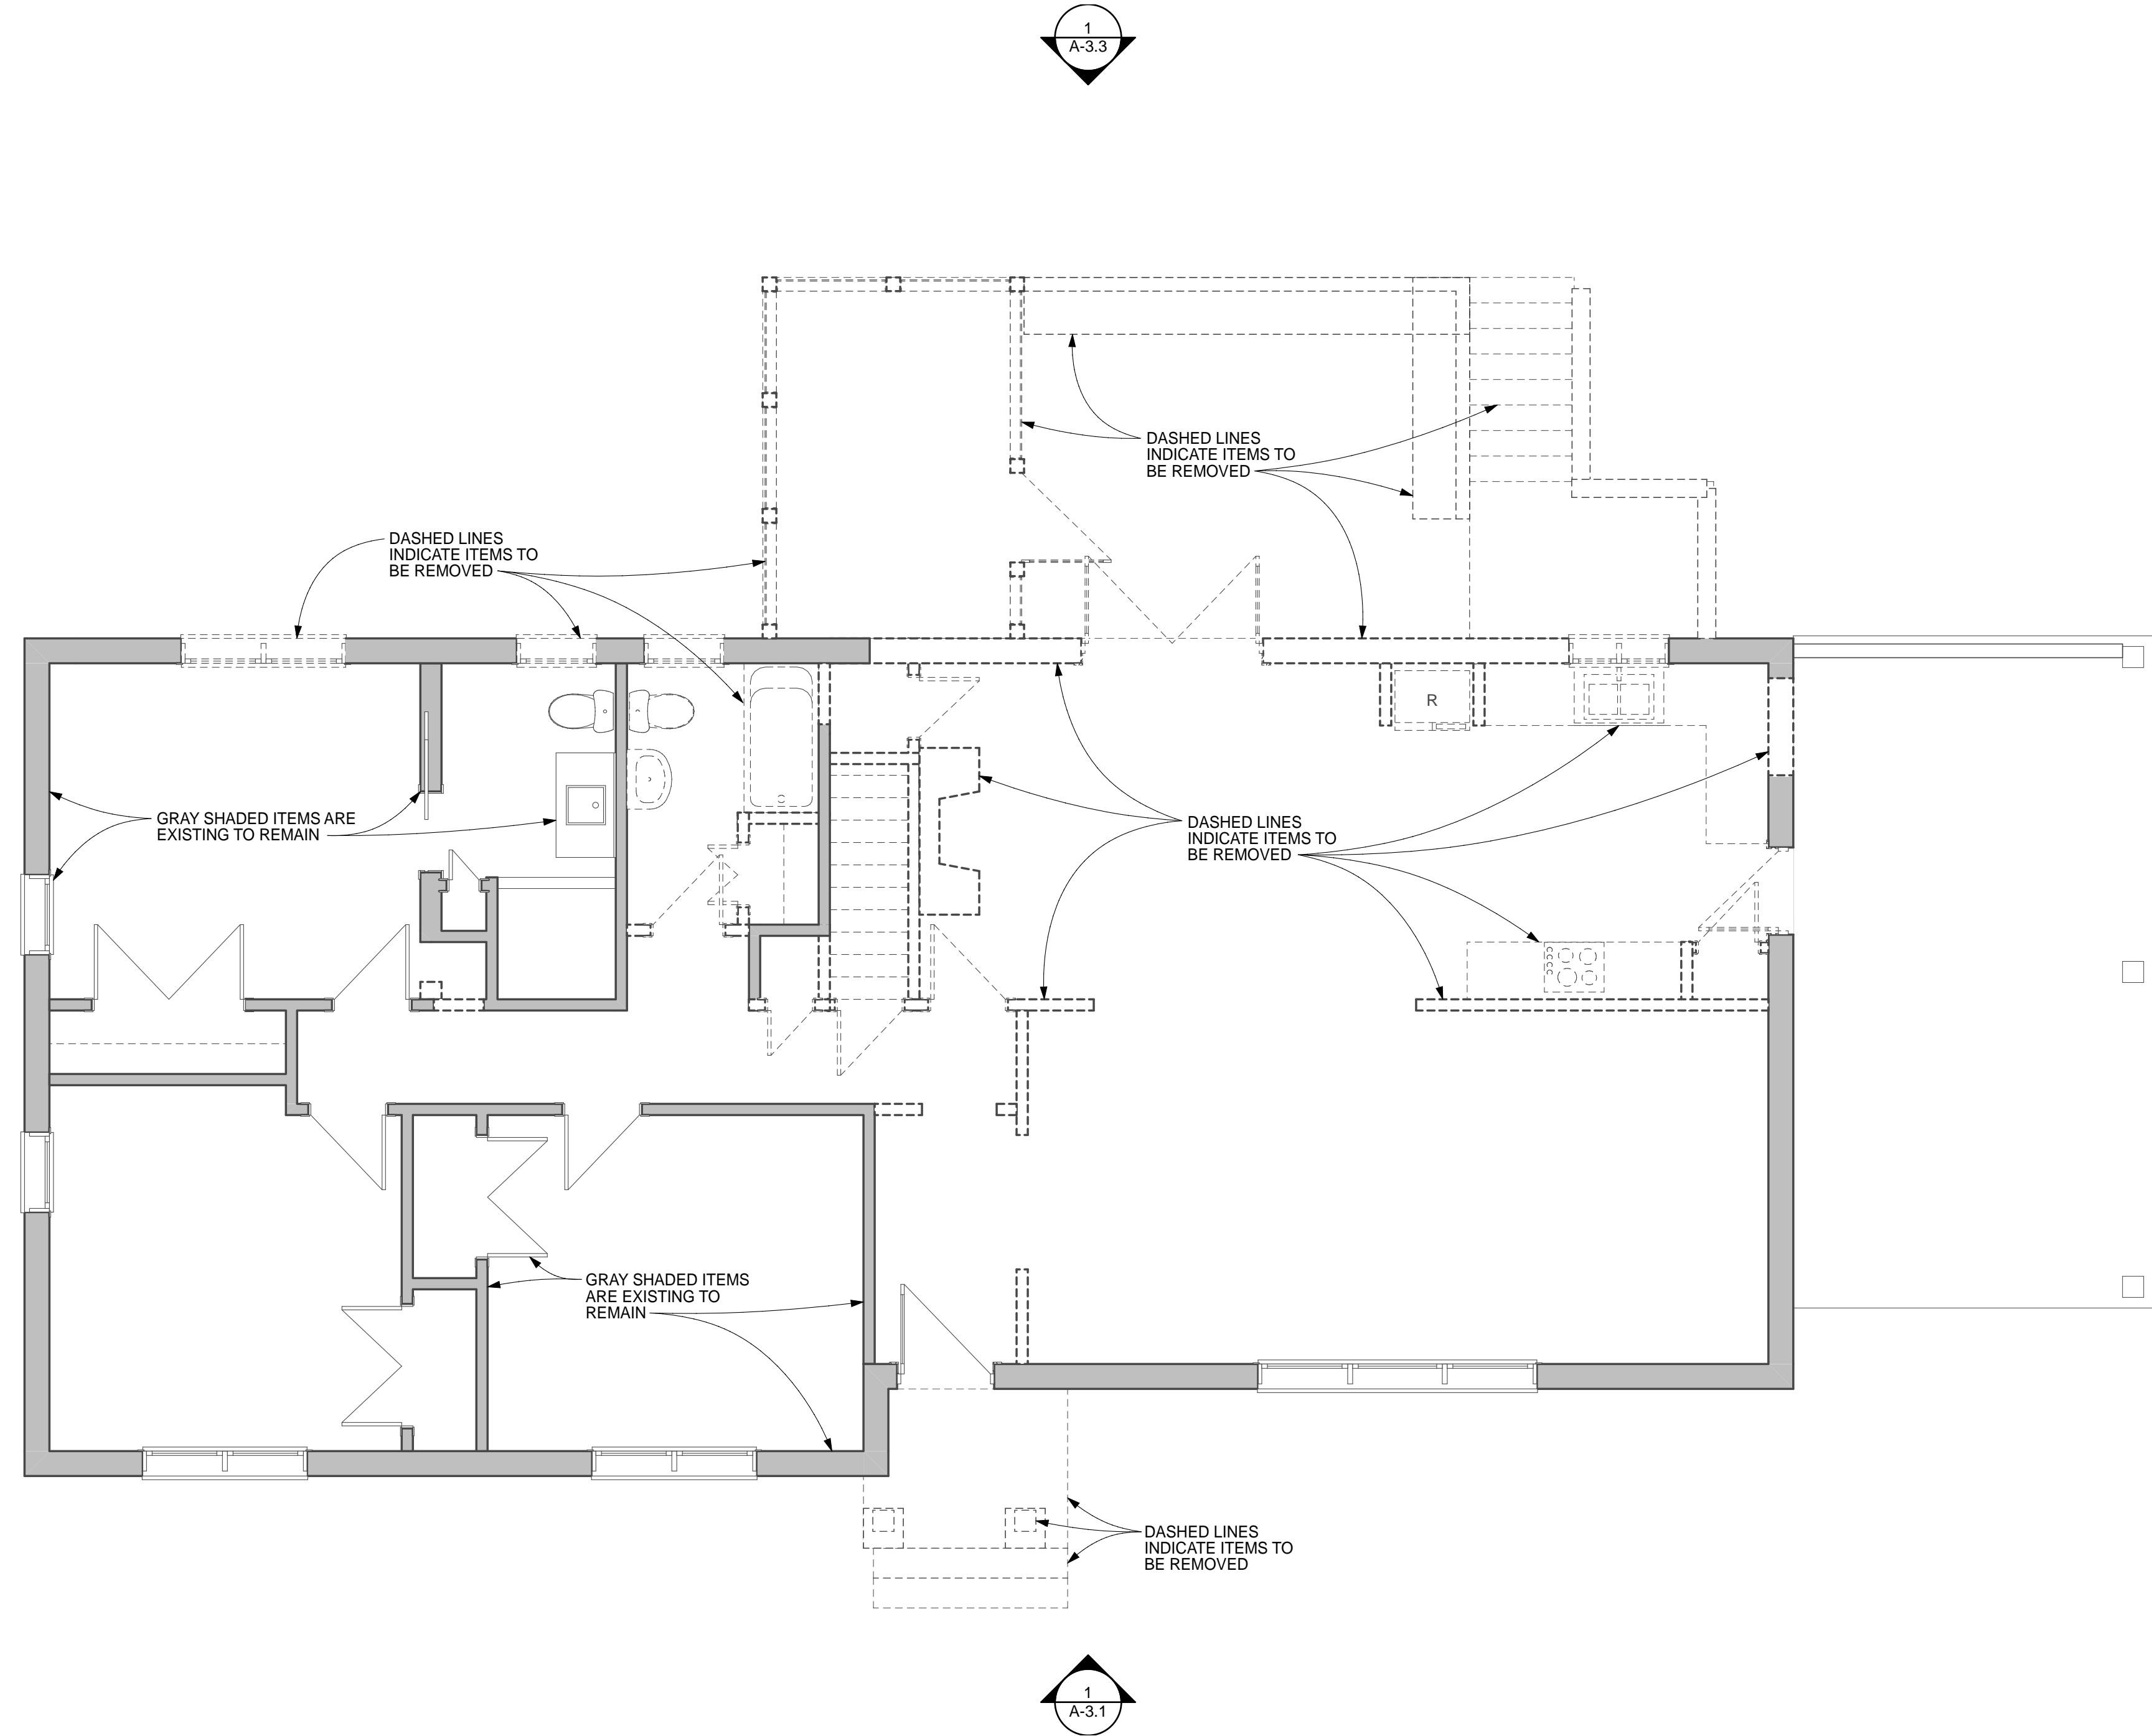 1
A-3.3
DASHED LINES
INDICATE ITEMS TO
BE REMOVED
DASHED LINES
INDICATE ITEMS TO
BE REMOVED
R
GRAY SHADED ITEMS ARE
EXISTING TO REMAIN
DASHED LINES
INDICATE ITEMS TO
BE REMOVED
GRAY SHADED ITEMS
ARE EXISTING TO
REMAIN
DASHED LINES
INDICATE ITEMS TO
BE REMOVED
1
A-3.1